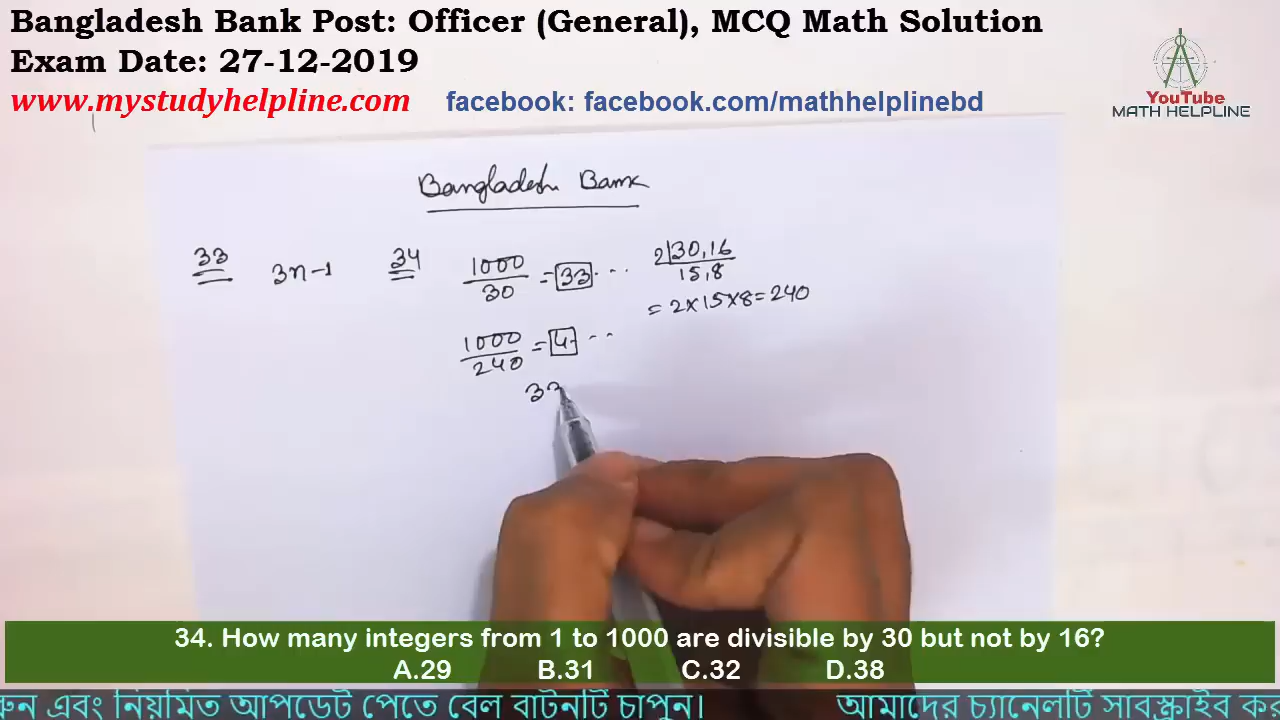 Bangladesh Bank Post: Officer (General), MCQ Math Solution
Exam Date: 27-12-2019
www.mystudyhelpline.com facebook: facebook.com/mathhelplinebd
YouTube
MATH HELPLINE
Bangladesh Bank
33 3n-1 34 1000/30 = 33 ... 2|30,16
15,8
= 2×15×8=240
1000/240 = 4 ...
33
34. How many integers from 1 to 1000 are divisible by 30 but not by 16?
A.29 B.31 C.32 D.38
রুন এবং নিয়মিত আপডেট পেতে বেল বাটনটি চাপুন। আমাদের চ্যানেলটি সাবস্ক্রাইব কর